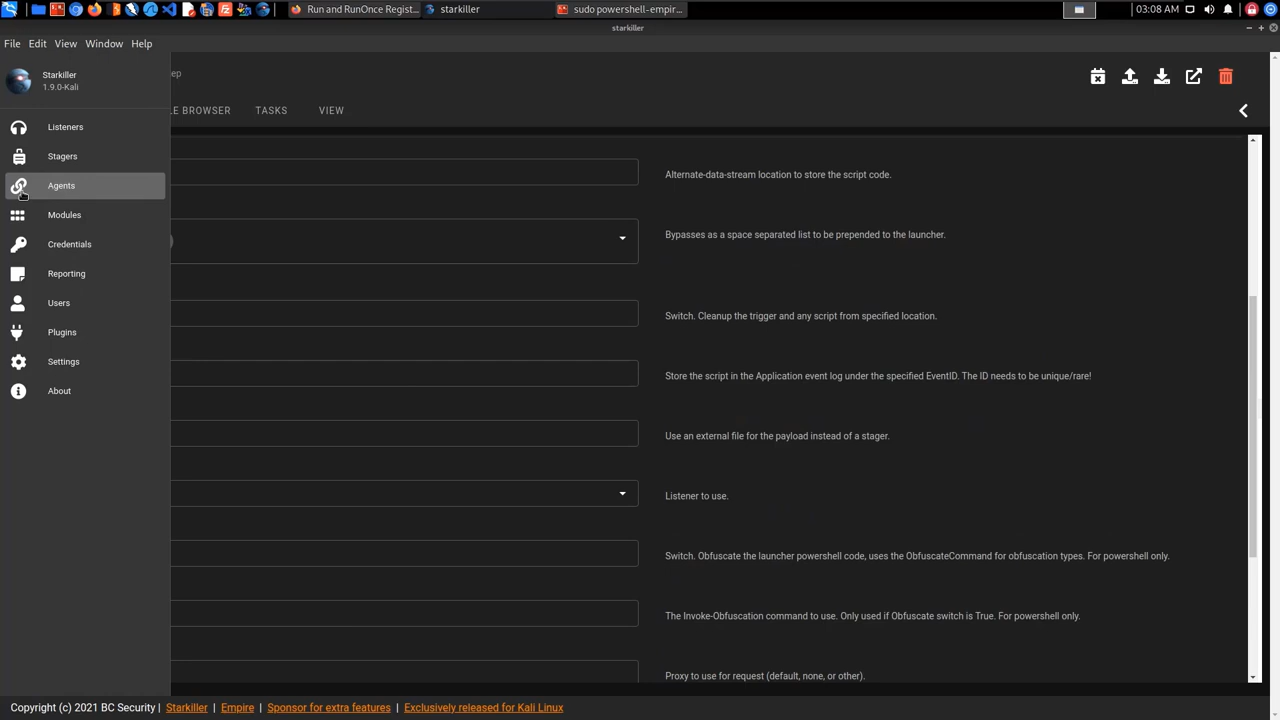 03:08 AM
Run and RunOnce Regist...
starkiller
sudo powershell-empir...
starkiller
File Edit View Window Help
Starkiller
1.9.0-Kali
ep
Listeners
Stagers
Agents
Modules
Credentials
Reporting
Users
Plugins
Settings
About
LE BROWSER TASKS VIEW
Alternate-data-stream location to store the script code.
Bypasses as a space separated list to be prepended to the launcher.
Switch. Cleanup the trigger and any script from specified location.
Store the script in the Application event log under the specified EventID. The ID needs to be unique/rare!
Use an external file for the payload instead of a stager.
Listener to use.
Switch. Obfuscate the launcher powershell code, uses the ObfuscateCommand for obfuscation types. For powershell only.
The Invoke-Obfuscation command to use. Only used if Obfuscate switch is True. For powershell only.
Proxy to use for request (default, none, or other).
Copyright (c) 2021 BC Security | Starkiller | Empire | Sponsor for extra features | Exclusively released for Kali Linux